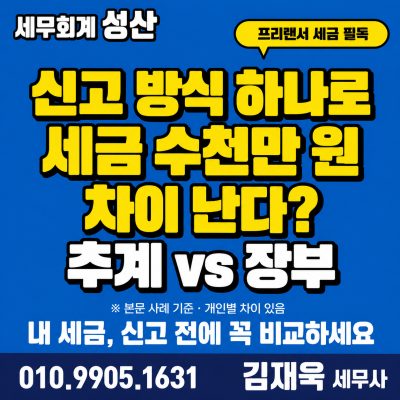 세무회계 성산
프리랜서 세금 필독
신고 방식 하나로
세금 수천만 원
차이 난다?
추계 vs 장부
※ 본문 사례 기준 · 개인별 차이 있음
내 세금, 신고 전에 꼭 비교하세요
010.9905.1631 김재욱 세무사